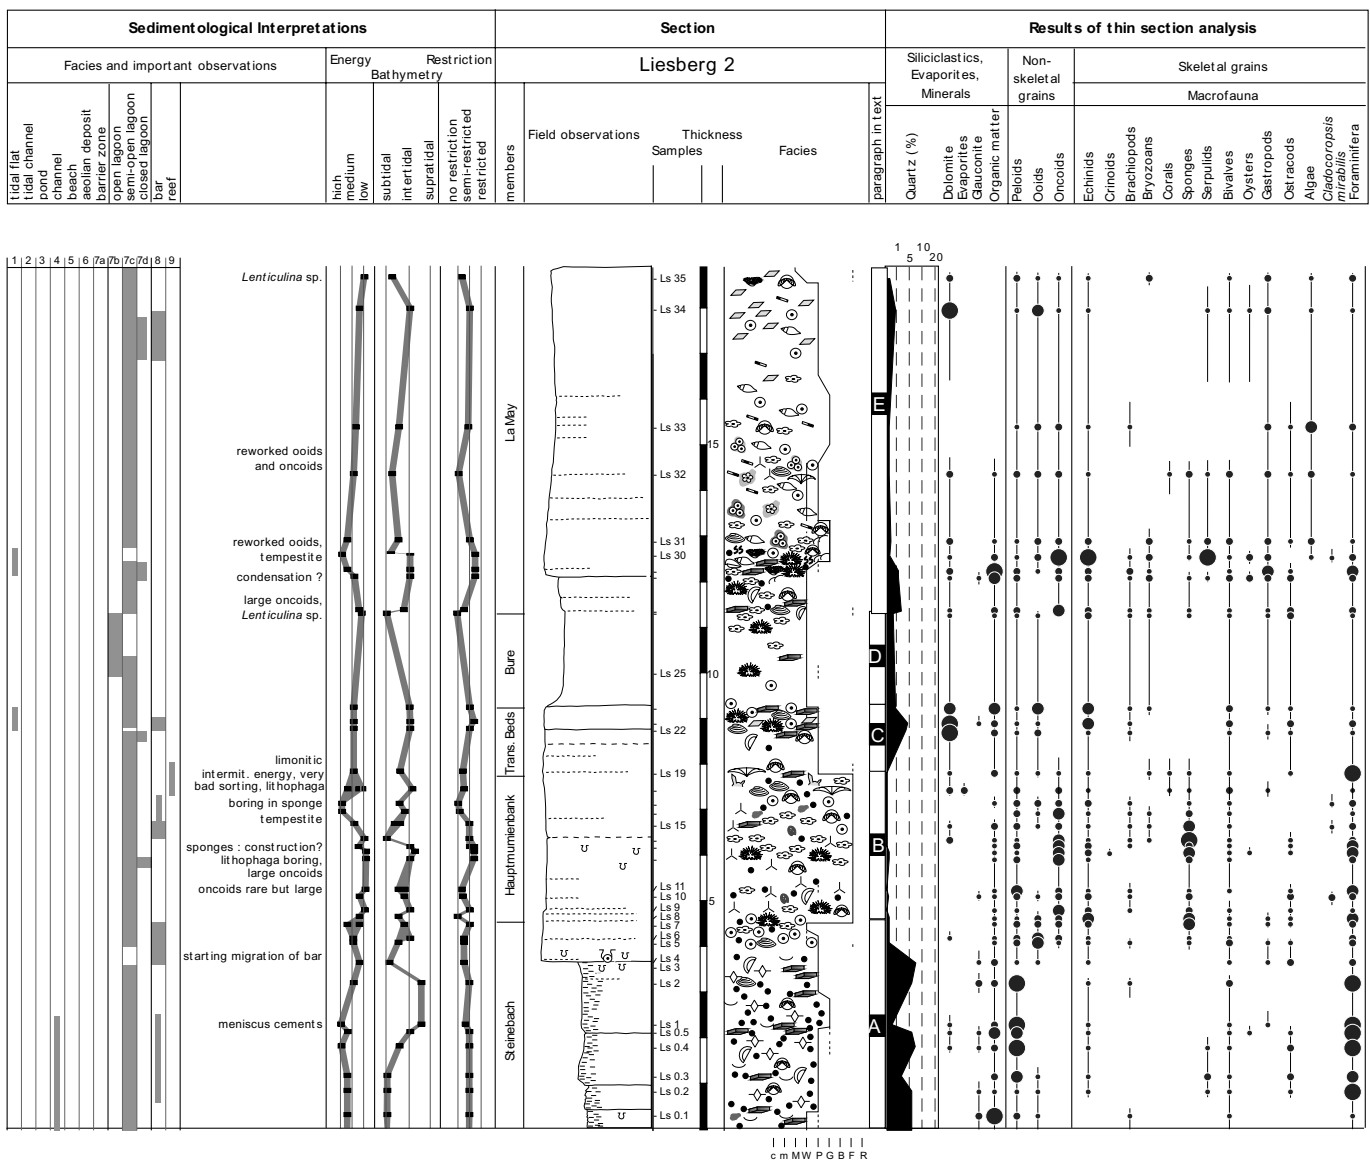 Sedimentological Interpretations
Section
Results of thin section analysis
Facies and important observations
Energy
Bathymetry
Restriction
Liesberg 2
Siliciclastics,
Evaporites,
Minerals
Non-
skeletal
grains
Skeletal grains
Macrofauna
tidal flat
tidal channel
pond
channel
beach
aeolian deposit
barrier zone
open lagoon
semi-open lagoon
closed lagoon
bar
reef
high
medium
low
subtidal
intertidal
supratidal
no restriction
semi-restricted
restricted
members
Field observations
Samples
Thickness
Facies
paragraph in text
Quartz (%)
Dolomite
Evaporites
Glauconite
Organic matter
Peloids
Ooids
Oncoids
Echinids
Crinoids
Brachiopods
Bryozoans
Corals
Sponges
Serpulids
Bivalves
Oysters
Gastropods
Ostracods
Algae
Cladocoropsis
mirabilis
Foraminifera
1 2 3 4 5 6 7a 7b 7c 7d 8 9
1 10
5 20
Lenticulina sp.
reworked ooids
and oncoids
reworked ooids,
tempestite
condensation ?
large oncoids,
Lenticulina sp.
limonitic
intermit. energy, very
bad sorting, lithophaga
boring in sponge
tempestite
sponges : construction?
lithophaga boring,
large oncoids
oncoids rare but large
starting migration of bar
meniscus cements
La May
Bure
Trans. Beds
Hauptmumienbank
Steinebach
Ls 35
Ls 34
Ls 33
Ls 32
Ls 31
Ls 30
Ls 25
Ls 22
Ls 19
Ls 15
Ls 11
Ls 10
Ls 9
Ls 8
Ls 7
Ls 6
Ls 5
Ls 4
Ls 3
Ls 2
Ls 1
Ls 0.5
Ls 0.4
Ls 0.3
Ls 0.2
Ls 0.1
15
10
5
E
D
C
B
A
c m M W P G B F R